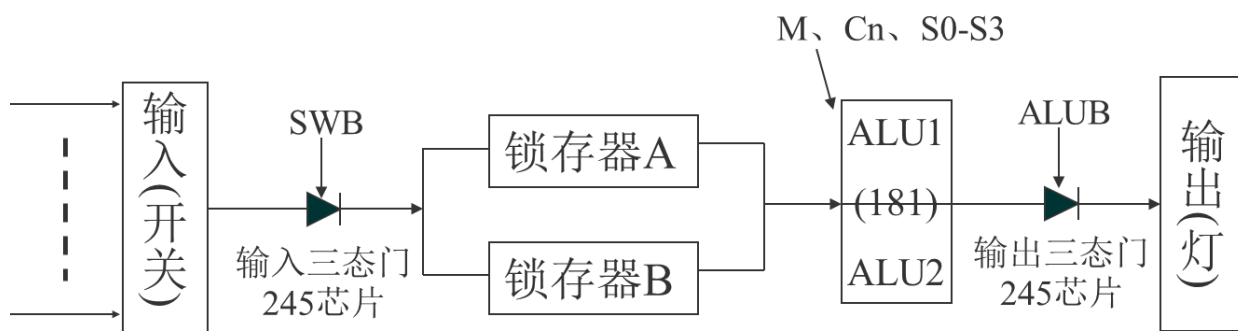 输入(开关)
SWB
输入三态门
245芯片
锁存器A
锁存器B
M、Cn、S0-S3
ALU1
(181)
ALU2
ALUB
输出三态门
245芯片
输出(灯)